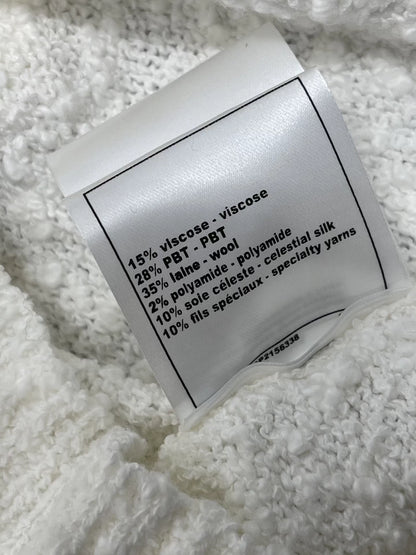 15% viscose - viscose
28% PBT - PBT
35% laine - wool
2% polyamide - polyamide
10% soie céleste - celestial silk
10% fils spéciaux - specialty yarns
P2156338